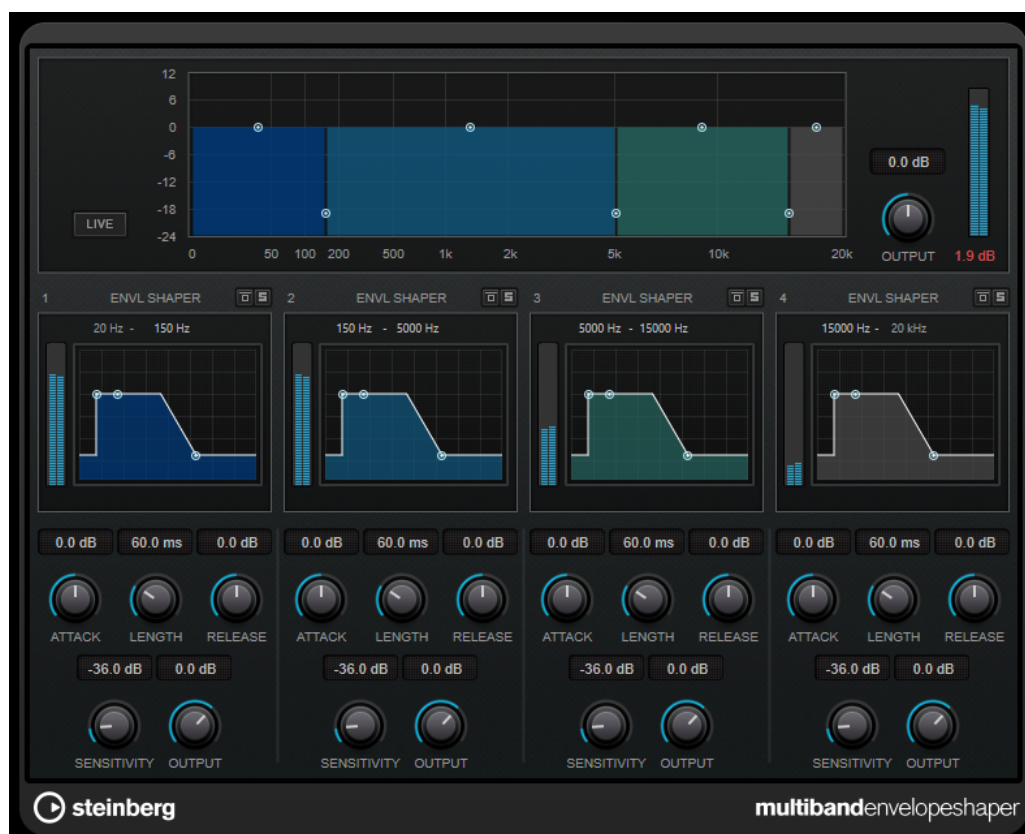 12
6
0
-6
-12
-18
-24
LIVE
0 50 100 200 500 1k 2k 5k 10k 20k
0.0 dB
OUTPUT 1.9 dB
1 ENVL SHAPER S 2 ENVL SHAPER S 3 ENVL SHAPER S 4 ENVL SHAPER S
20 Hz - 150 Hz 150 Hz - 5000 Hz 5000 Hz - 15000 Hz 15000 Hz - 20 kHz
0.0 dB 60.0 ms 0.0 dB 0.0 dB 60.0 ms 0.0 dB 0.0 dB 60.0 ms 0.0 dB 0.0 dB 60.0 ms 0.0 dB
ATTACK LENGTH RELEASE ATTACK LENGTH RELEASE ATTACK LENGTH RELEASE ATTACK LENGTH RELEASE
-36.0 dB 0.0 dB -36.0 dB 0.0 dB -36.0 dB 0.0 dB -36.0 dB 0.0 dB
SENSITIVITY OUTPUT SENSITIVITY OUTPUT SENSITIVITY OUTPUT SENSITIVITY OUTPUT
steinberg multibandenvelopeshaper